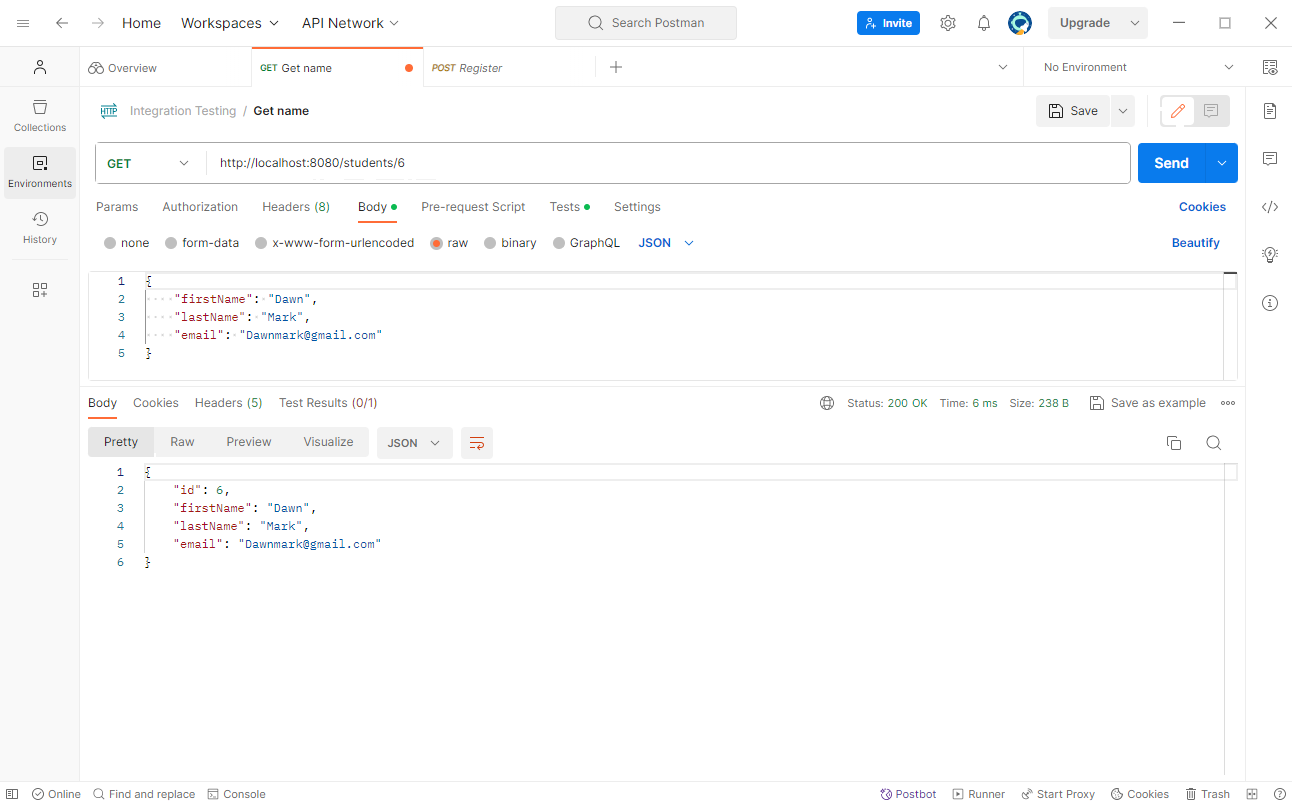 Home Workspaces API Network Search Postman Invite Upgrade
Overview GET Get name POST Register No Environment
HTTP Integration Testing / Get name Save
Collections
Environments
History
GET http://localhost:8080/students/6 Send
Params Authorization Headers (8) Body Pre-request Script Tests Settings Cookies
none form-data x-www-form-urlencoded raw binary GraphQL JSON Beautify
1 {
2 "firstName": "Dawn",
3 "lastName": "Mark",
4 "email": "Dawnmark@gmail.com"
5 }
Body Cookies Headers (5) Test Results (0/1) Status: 200 OK Time: 6 ms Size: 238 B Save as example
Pretty Raw Preview Visualize JSON
1 {
2 "id": 6,
3 "firstName": "Dawn",
4 "lastName": "Mark",
5 "email": "Dawnmark@gmail.com"
6 }
Online Find and replace Console Postbot Runner Start Proxy Cookies Trash